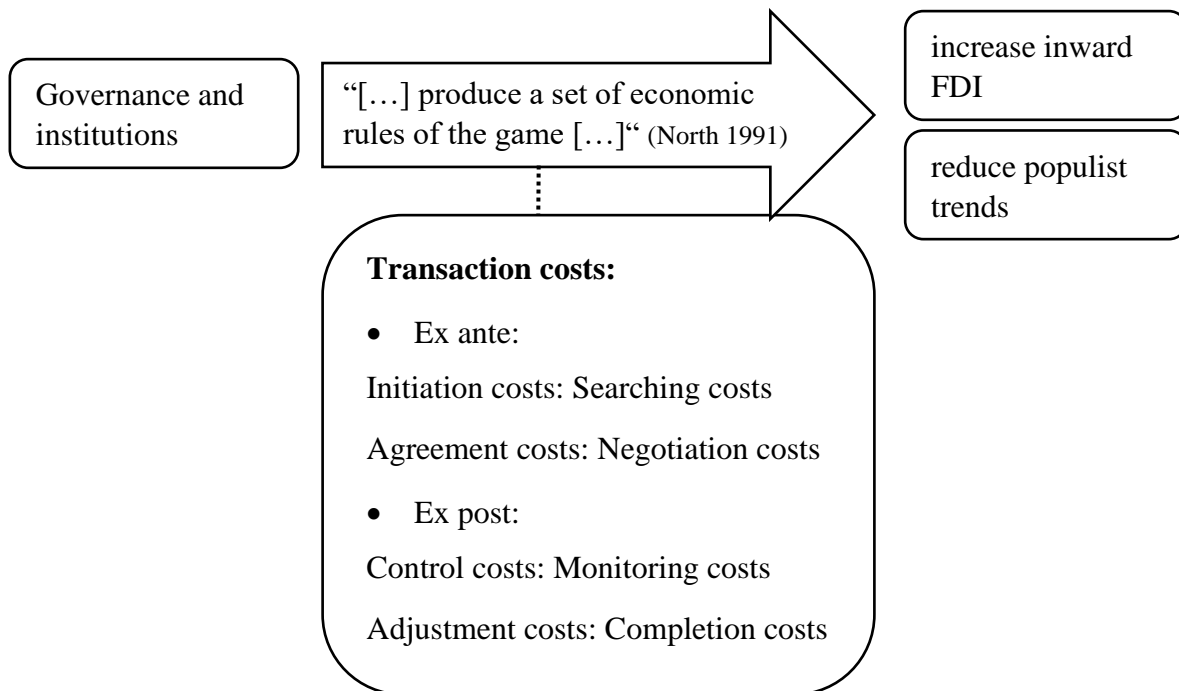 Governance and
institutions
“[…] produce a set of economic
rules of the game […]“ (North 1991)
increase inward
FDI
reduce populist
trends
Transaction costs:
• Ex ante:
Initiation costs: Searching costs
Agreement costs: Negotiation costs
• Ex post:
Control costs: Monitoring costs
Adjustment costs: Completion costs